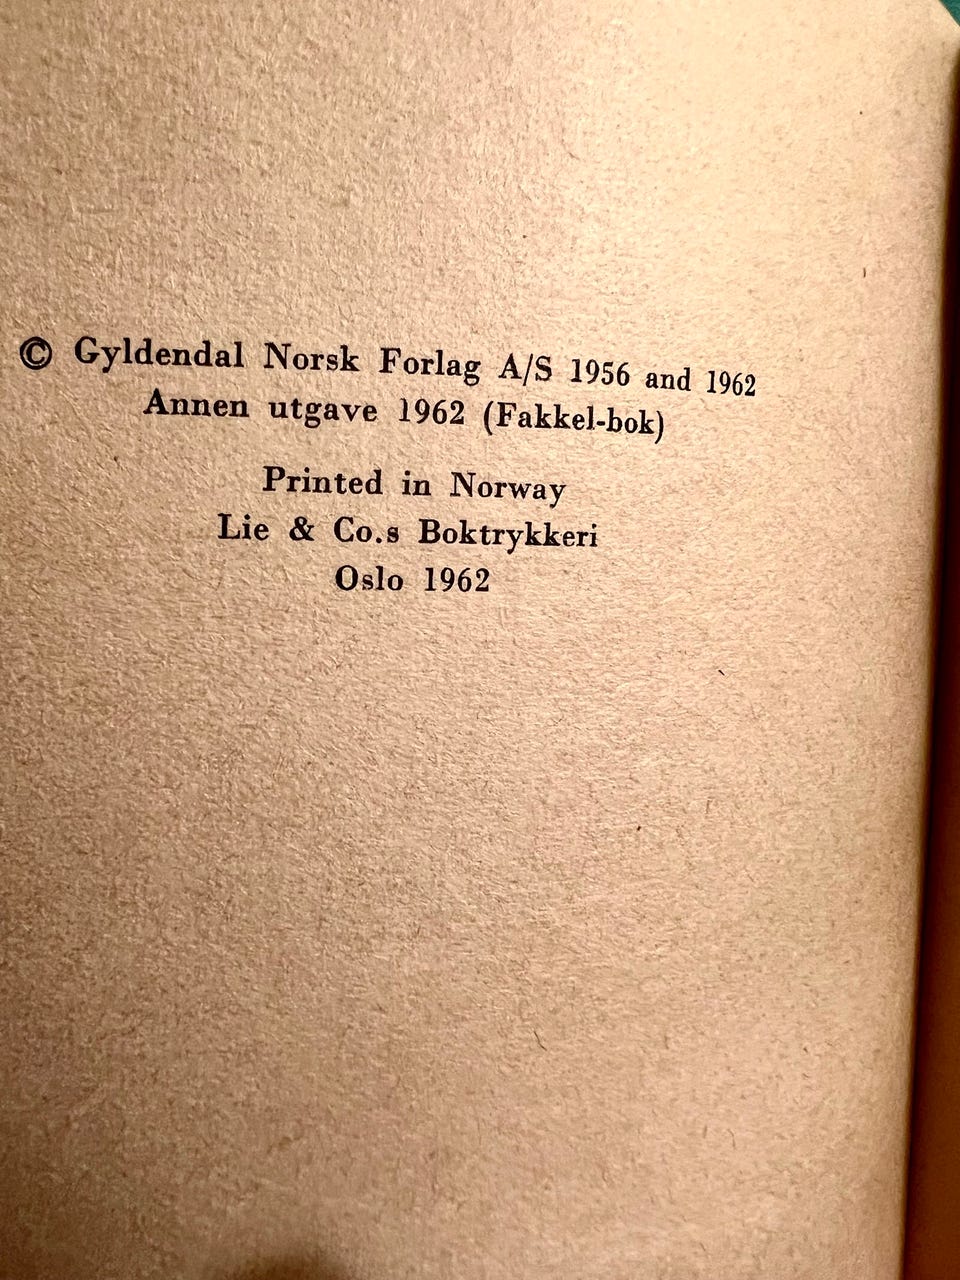 © Gyldendal Norsk Forlag A/S 1956 and 1962
Annen utgave 1962 (Fakkel-bok)
Printed in Norway
Lie & Co.s Boktrykkeri
Oslo 1962